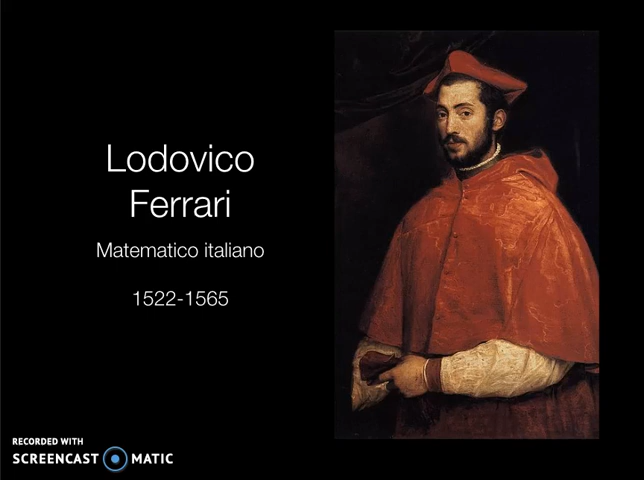 Lodovico
Ferrari
Matematico italiano
1522-1565
RECORDED WITH
SCREENCAST MATIC